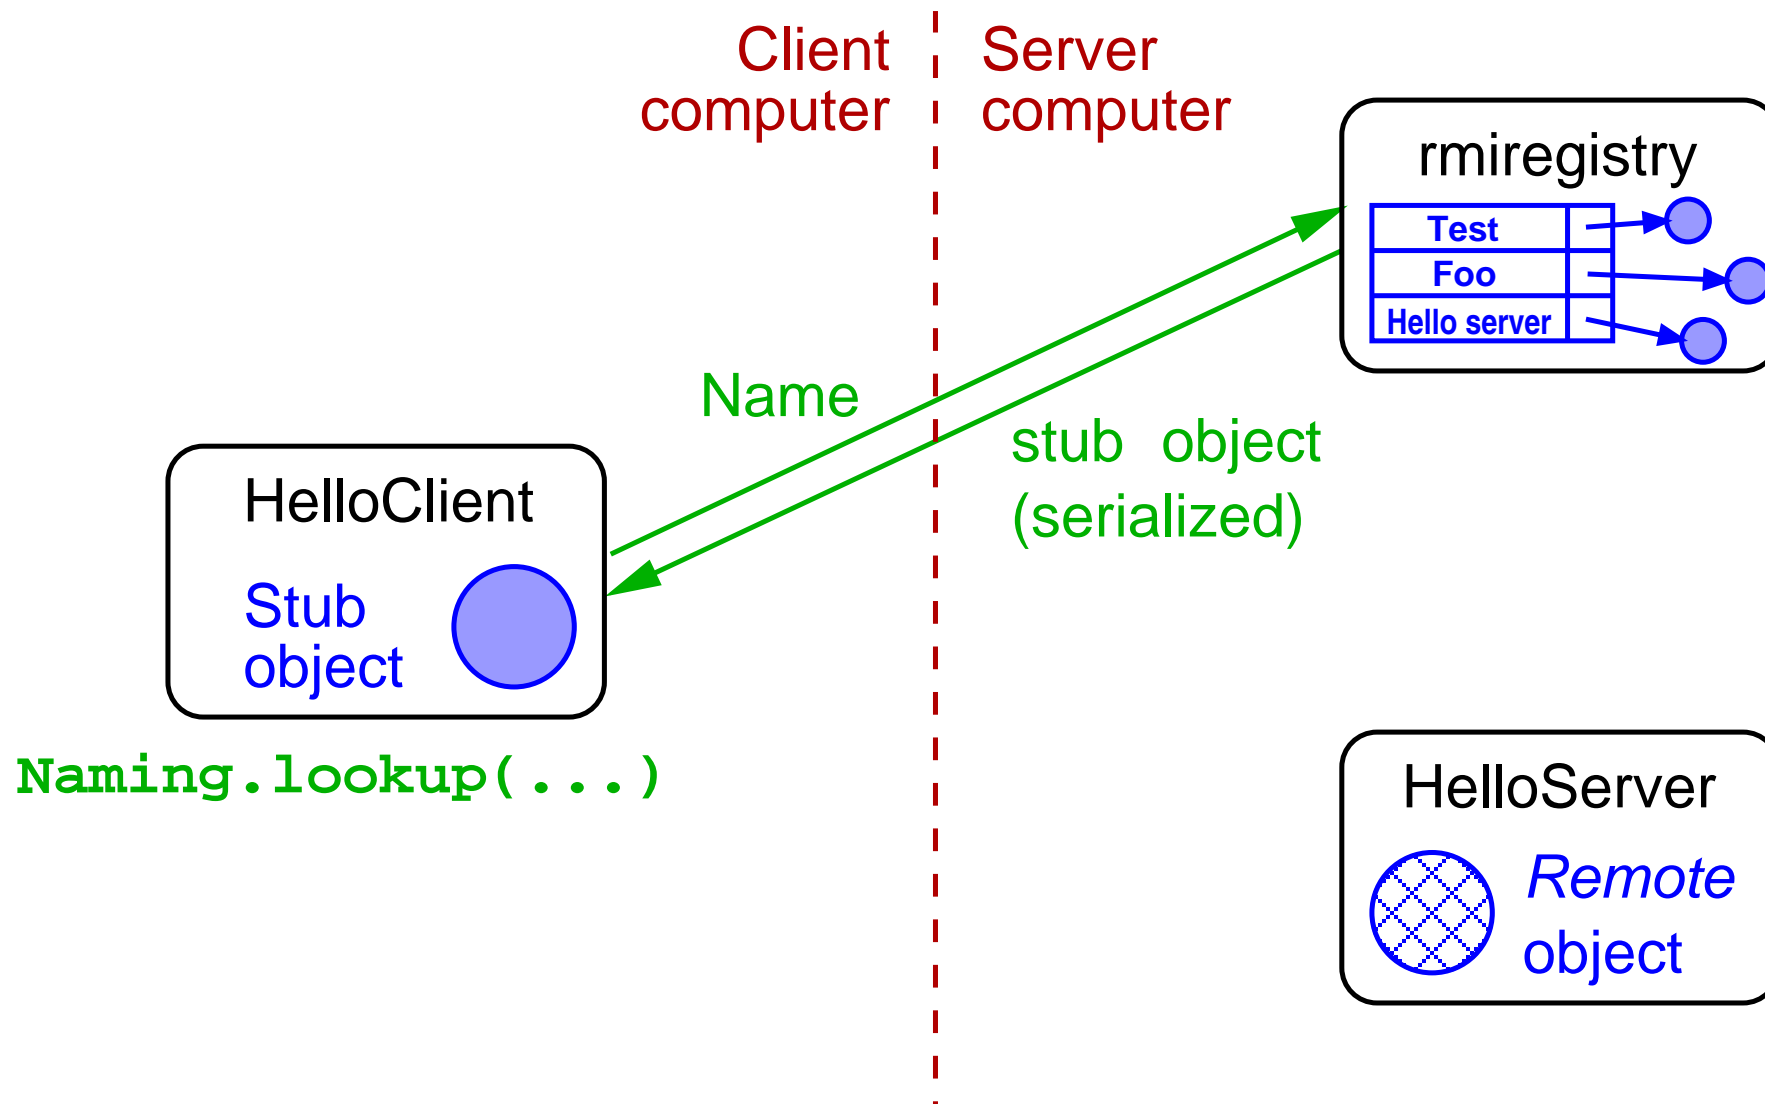 Client
computer
Server
computer
rmiregistry
Test
Foo
Hello server
Name
stub object
(serialized)
HelloClient
Stub
object
Naming.lookup(...)
HelloServer
Remote
object